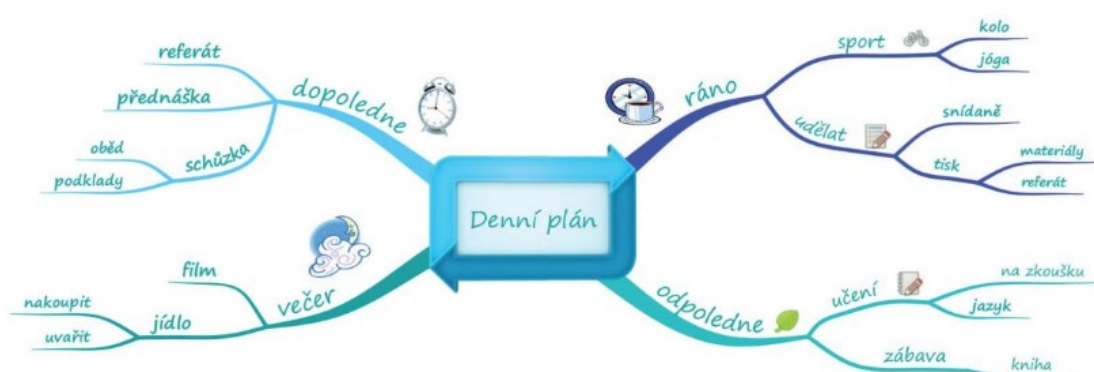 Denní plán
ráno
sport
kolo
jóga
udělat
snídaně
tisk
materiály
referát
dopoledne
referát
přednáška
schůzka
oběd
podklady
odpoledne
učení
na zkoušku
jazyk
zábava
kniha
večer
film
jídlo
nakoupit
uvařit